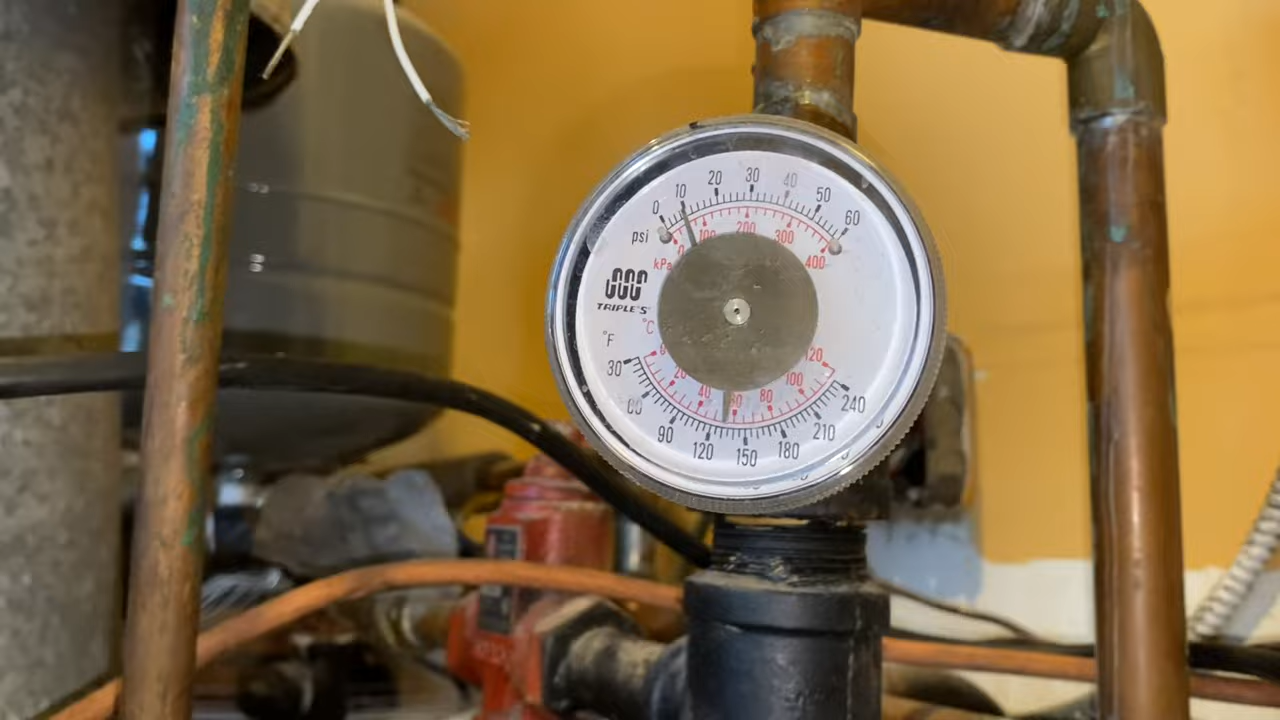 0 10 20 30 40 50 60
psi
0 100 200 300 400
kPa
TRIPLE'S
°C
°F
0 20 40 60 80 100 120
30 60 90 120 150 180 210 240